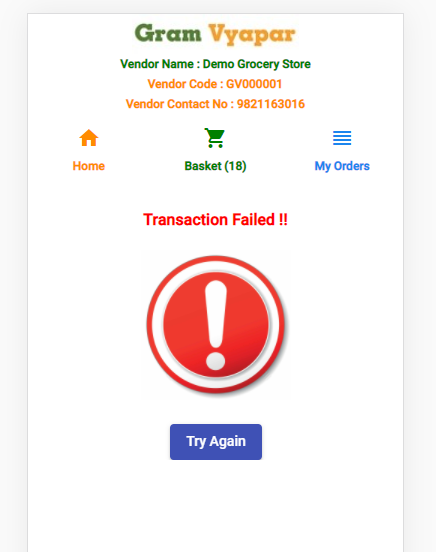 Gram Vyapar
Vendor Name : Demo Grocery Store
Vendor Code : GV000001
Vendor Contact No : 9821163016
Home
Basket (18)
My Orders
Transaction Failed !!
Try Again